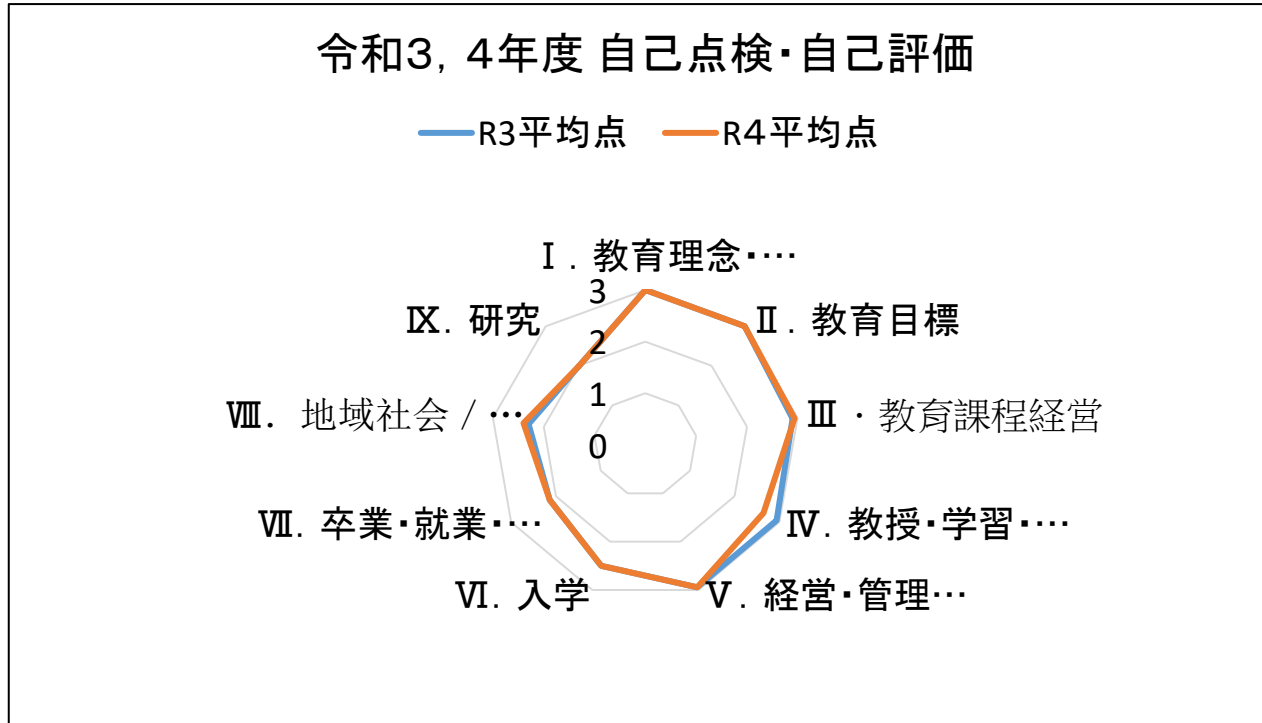 令和3，4年度 自己点検・自己評価
R3平均点 R４平均点
Ⅰ．教育理念・…
Ⅱ．教育目標
Ⅲ・教育課程経営
Ⅳ．教授・学習・…
Ⅴ．経営・管理…
Ⅵ．入学
Ⅶ．卒業・就業・…
Ⅷ．地域社会 / …
Ⅸ．研究
3
2
1
0